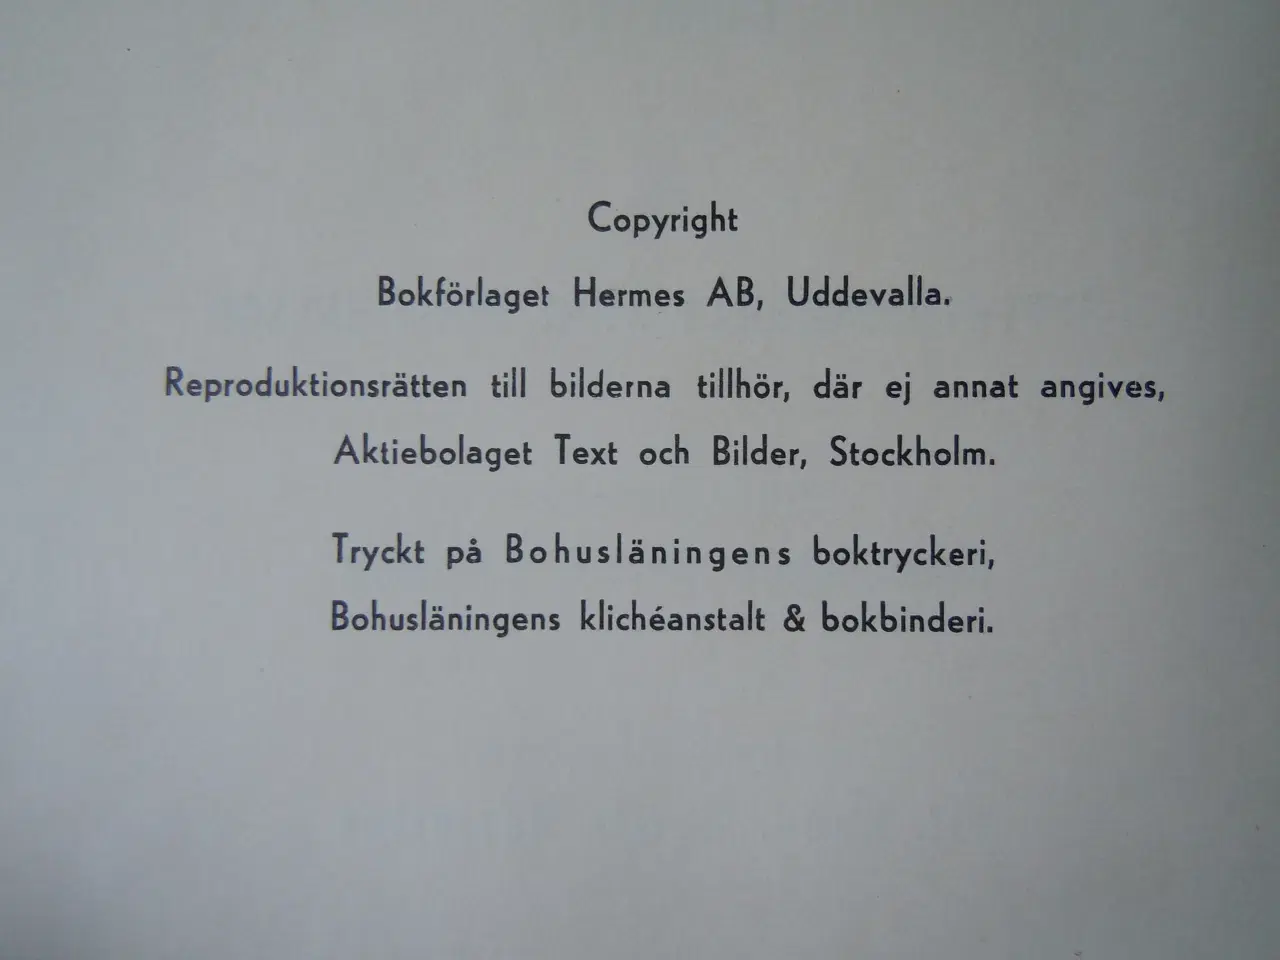 Copyright
Bokförlaget Hermes AB, Uddevalla.
Reproduktionsrätten till bilderna tillhör, där ej annat angives,
Aktiebolaget Text och Bilder, Stockholm.
Tryckt på Bohusläningens boktryckeri,
Bohusläningens klichéanstalt & bokbinderi.